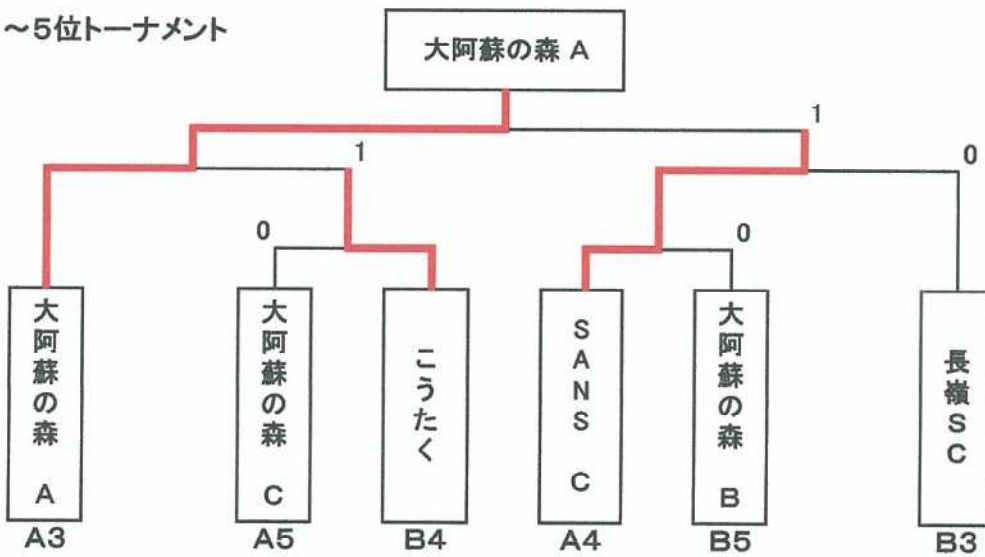 ～5位トーナメント
大阿蘇の森 A
1
1
0
0
0
大阿蘇の森 A
大阿蘇の森 C
こうたく
SANS C
大阿蘇の森 B
長嶺SC
A3
A5
B4
A4
B5
B3